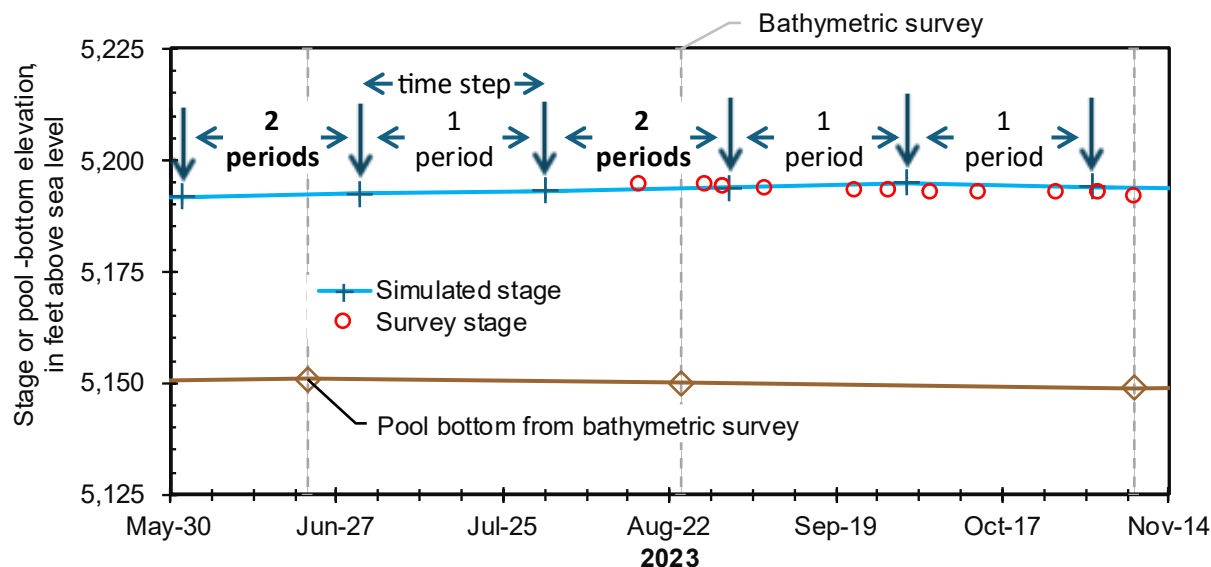 Bathymetric survey
5,225
5,200
5,175
5,150
5,125
Stage or pool -bottom elevation,
in feet above sea level
time step
2
periods
1
period
2
periods
1
period
1
period
Simulated stage
Survey stage
Pool bottom from bathymetric survey
May-30 Jun-27 Jul-25 Aug-22 Sep-19 Oct-17 Nov-14
2023